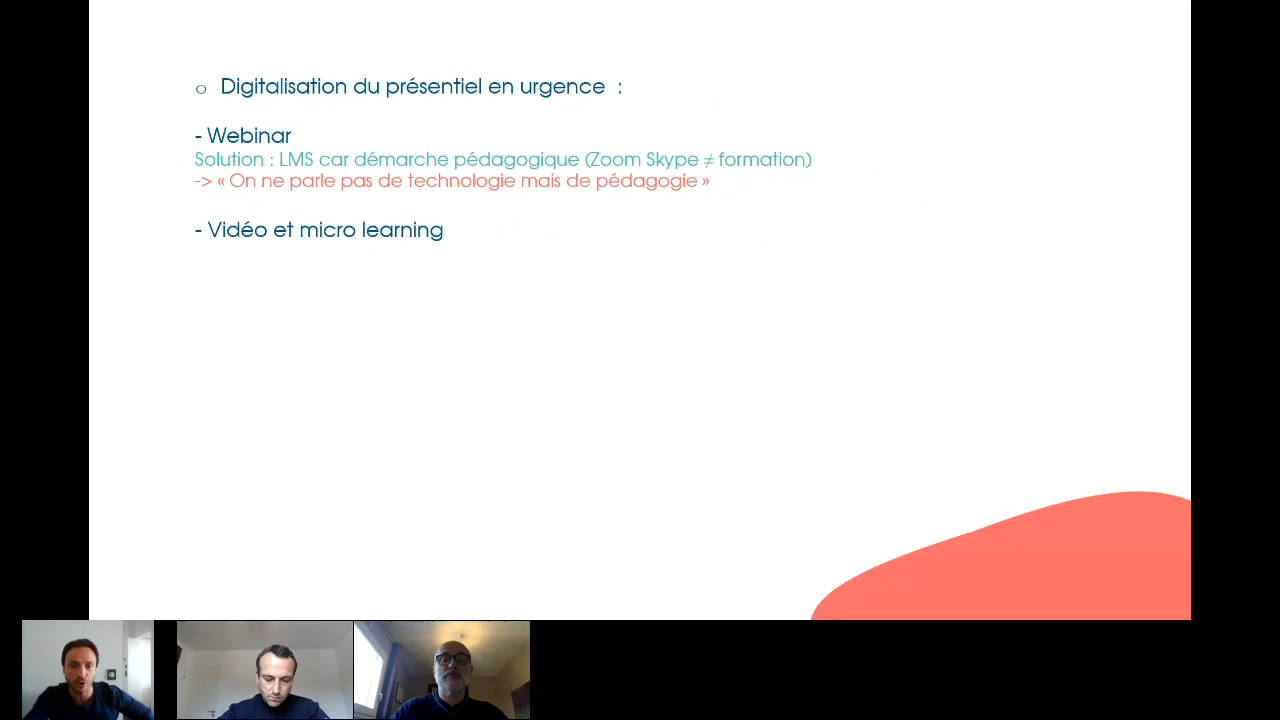 o Digitalisation du présentiel en urgence :
- Webinar
Solution : LMS car démarche pédagogique (Zoom Skype ≠ formation)
-> « On ne parle pas de technologie mais de pédagogie »
- Vidéo et micro learning